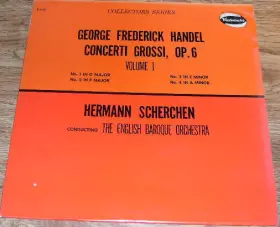 COLLECTORS SERIES
Westminster
GEORGE FREDERICK HANDEL
CONCERTI GROSSI, OP. 6
VOLUME 1
No. 1 IN G MAJOR
No. 3 IN E MINOR
No. 2 IN F MAJOR
No. 4 IN A MINOR
HERMANN SCHERCHEN
CONDUCTING THE ENGLISH BAROQUE ORCHESTRA